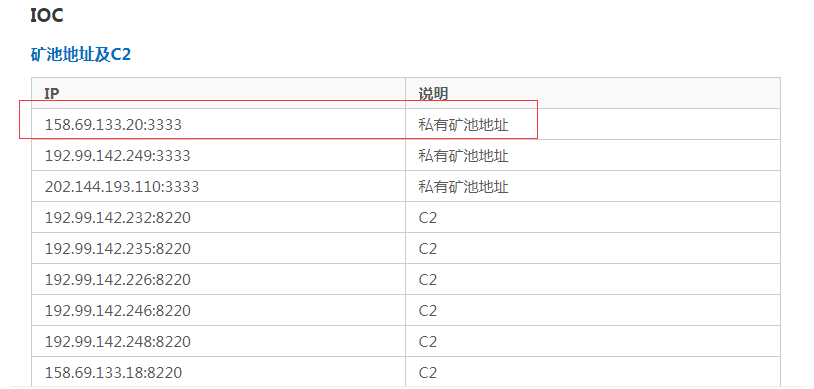 IOC
矿池地址及C2
IP 说明
158.69.133.20:3333 私有矿池地址
192.99.142.249:3333 私有矿池地址
202.144.193.110:3333 私有矿池地址
192.99.142.232:8220 C2
192.99.142.235:8220 C2
192.99.142.226:8220 C2
192.99.142.246:8220 C2
192.99.142.248:8220 C2
158.69.133.18:8220 C2